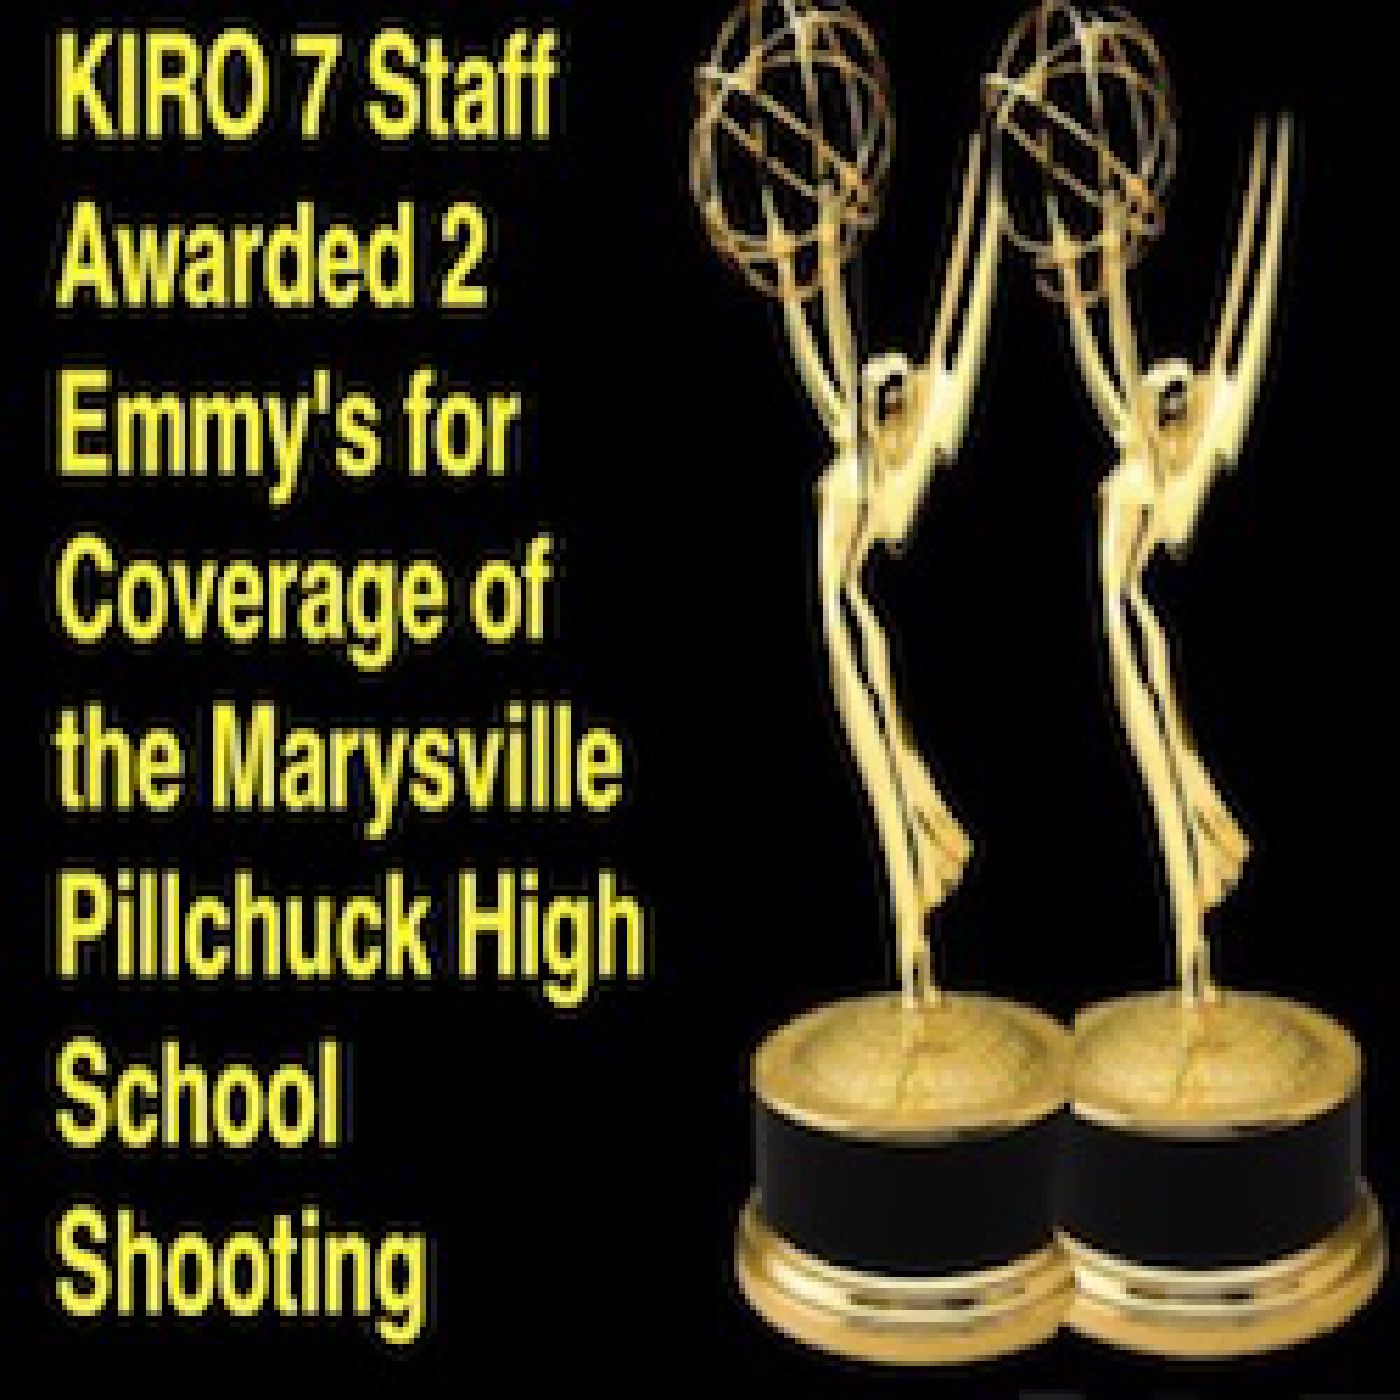 KIRO 7 Staff
Awarded 2
Emmy's for
Coverage of
the Marysville
Pillchuck High
School
Shooting